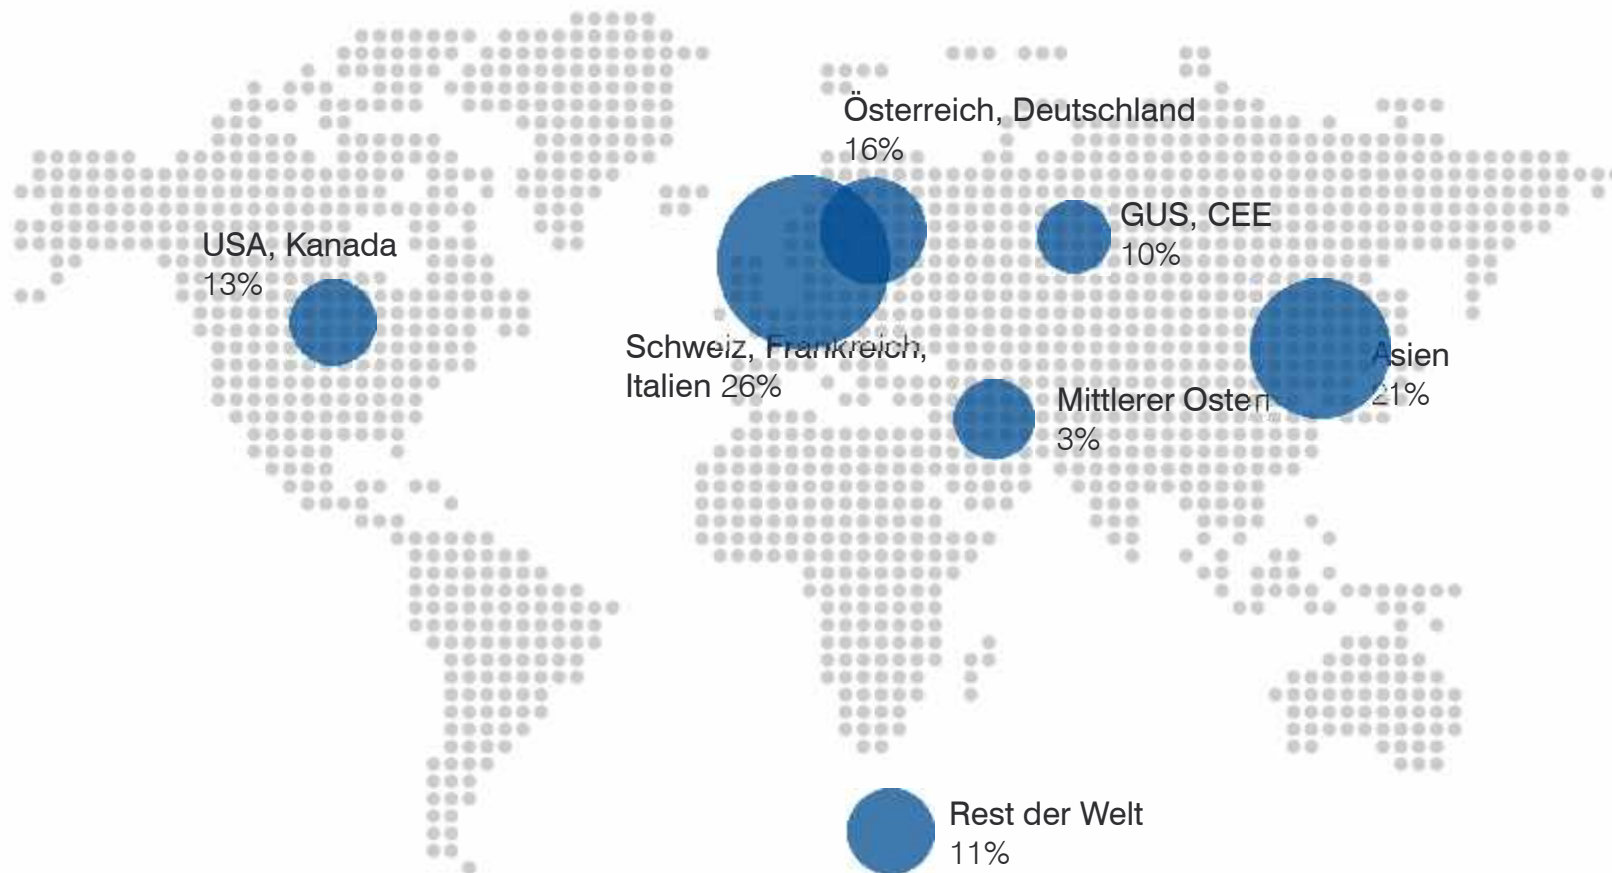 Österreich, Deutschland
16%
GUS, CEE
10%
USA, Kanada
13%
Schweiz, Frankreich,
Italien 26%
Asien
21%
Mittlerer Osten
3%
Rest der Welt
11%